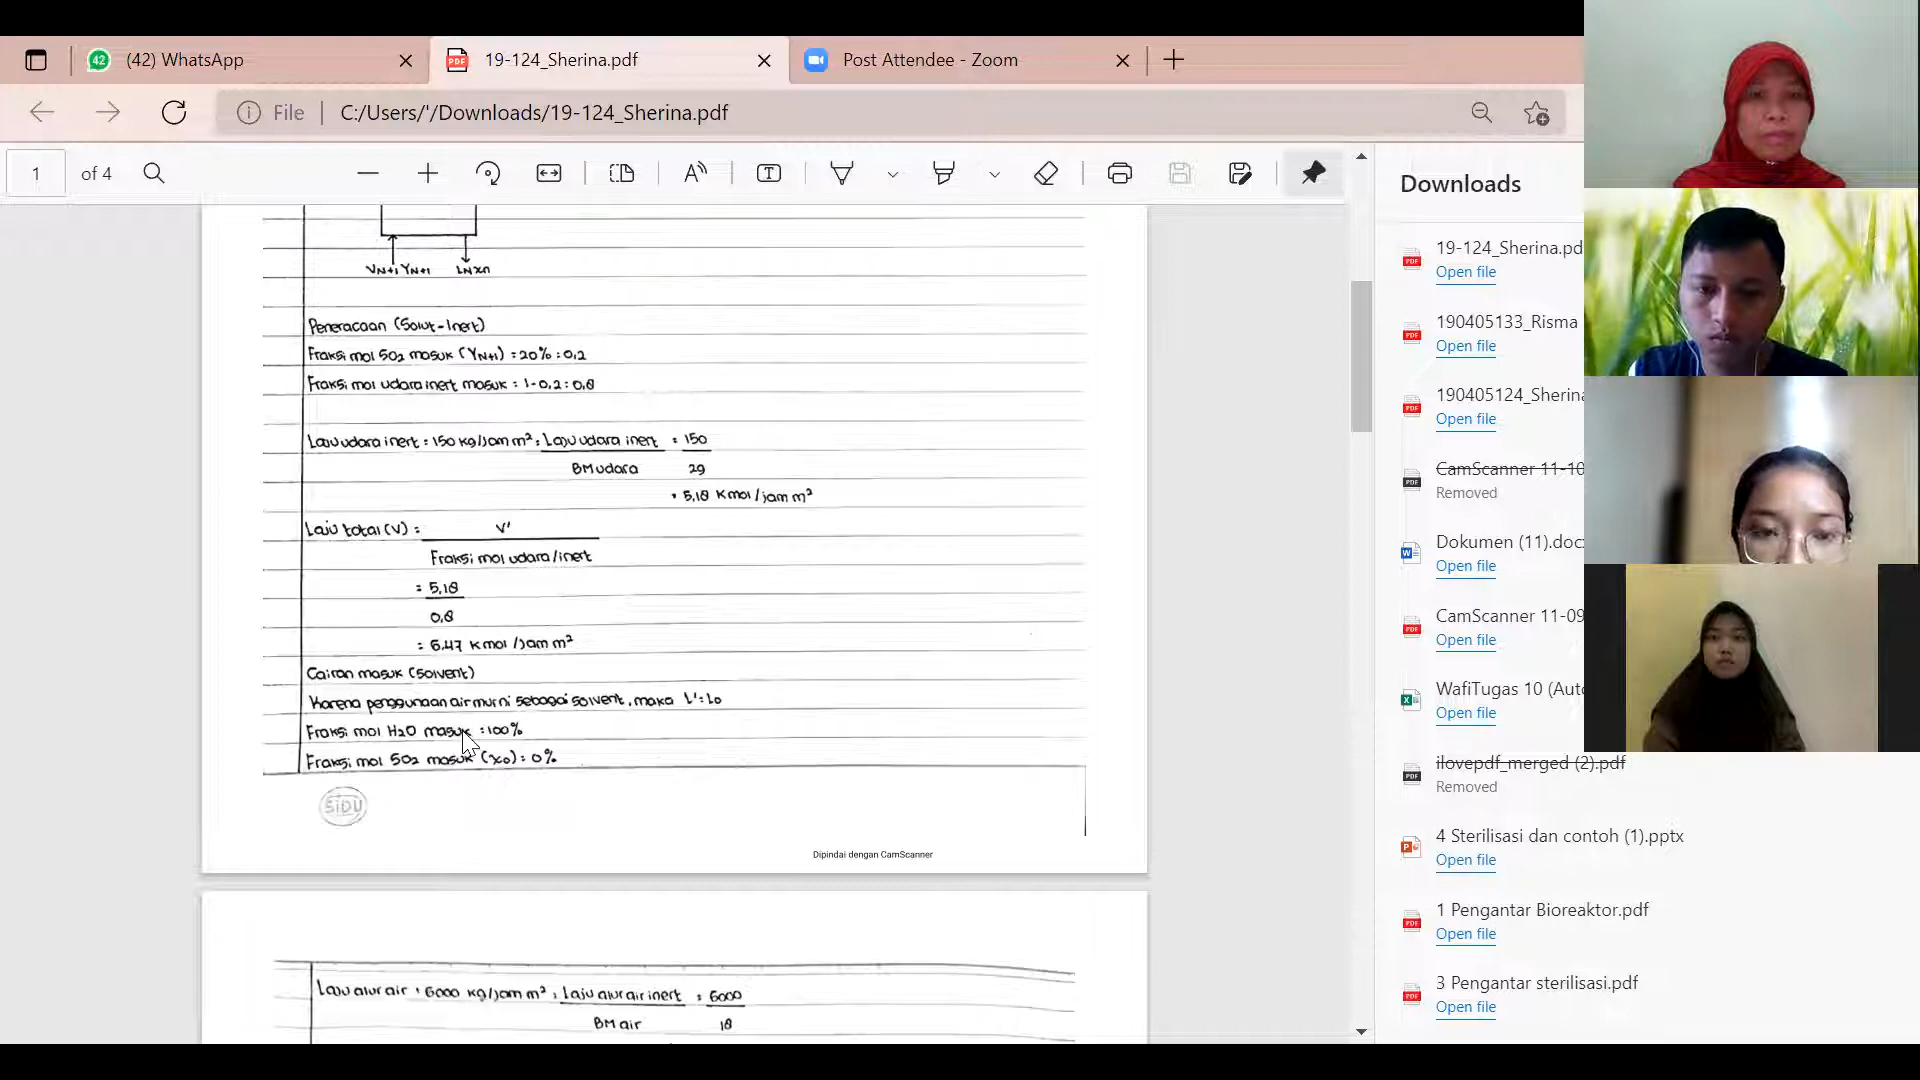 (42) WhatsApp
19-124_Sherina.pdf
Post Attendee - Zoom
File
C:/Users/'/Downloads/19-124_Sherina.pdf
1 of 4
VN+1 YN+1 LN xn
Peneracaan (Solut-Inert)
Fraksi mol SO2 masuk (YN+1) = 20% = 0,2
Fraksi mol udara inert masuk = 1-0,2 = 0,8
Laju udara inert = 150 kg/jam m² = Laju udara inert = 150
BM udara 29
= 5,18 Kmol/jam m²
Laju total (V) = V'
Fraksi mol udara/inert
= 5,18
0,8
= 6,47 Kmol/jam m²
Cairan masuk (Solvent)
Karena penggunaan air murni sebagai solvent, maka L'=L0
Fraksi mol H2O masuk = 100%
Fraksi mol SO2 masuk (x0) = 0%
SiDU
Dipindai dengan CamScanner
Laju alur air = 6000 kg/jam m² = Laju alur air inert = 6000
BM air 18
Downloads
19-124_Sherina.pd
Open file
190405133_Risma
Open file
190405124_Sherina
Open file
CamScanner 11-10
Removed
Dokumen (11).doc
Open file
CamScanner 11-09
Open file
WafiTugas 10 (Auto
Open file
ilovepdf_merged (2).pdf
Removed
4 Sterilisasi dan contoh (1).pptx
Open file
1 Pengantar Bioreaktor.pdf
Open file
3 Pengantar sterilisasi.pdf
Open file